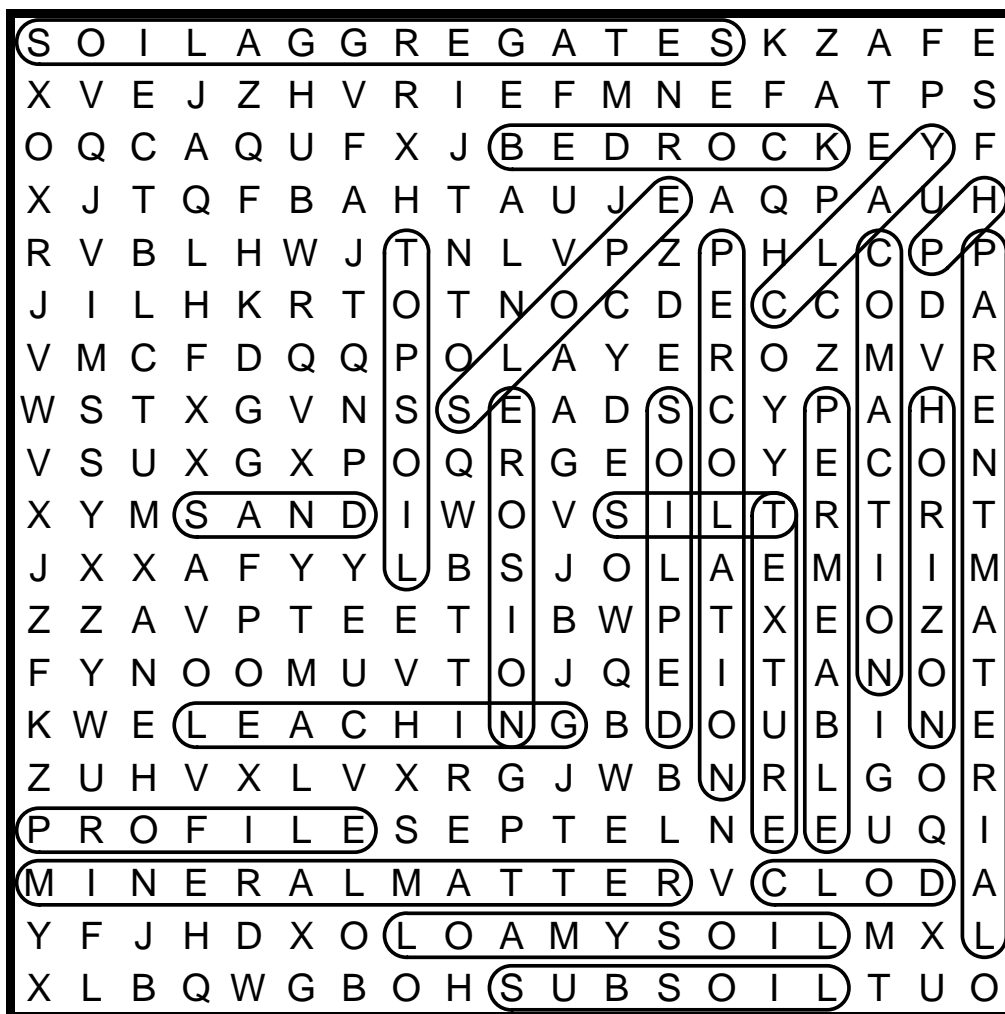 S O I L A G G R E G A T E S K Z A F E
X V E J Z H V R I E F M N E F A T P S
O Q C A Q U F X J B E D R O C K E Y F
X J T Q F B A H T A U J E A Q P A U H
R V B L H W J T N L V P Z P H L C P P
J I L H K R T O T N O C D E C C O D A
V M C F D Q Q P O L A Y E R O Z M V R
W S T X G V N S S E A D S C Y P A H E
V S U X G X P O Q R G E O O Y E C O N
X Y M S A N D I W O V S I L T R T R T
J X X A F Y Y L B S J O L A E M I I M
Z Z A V P T E E T I B W P T X E O Z A
F Y N O O M U V T O J Q E I T A N O T
K W E L E A C H I N G B D O U B I N E
Z U H V X L V X R G J W B N R L G O R
P R O F I L E S E P T E L N E E U Q I
M I N E R A L M A T T E R V C L O D A
Y F J H D X O L O A M Y S O I L M X L
X L B Q W G B O H S U B S O I L T U O